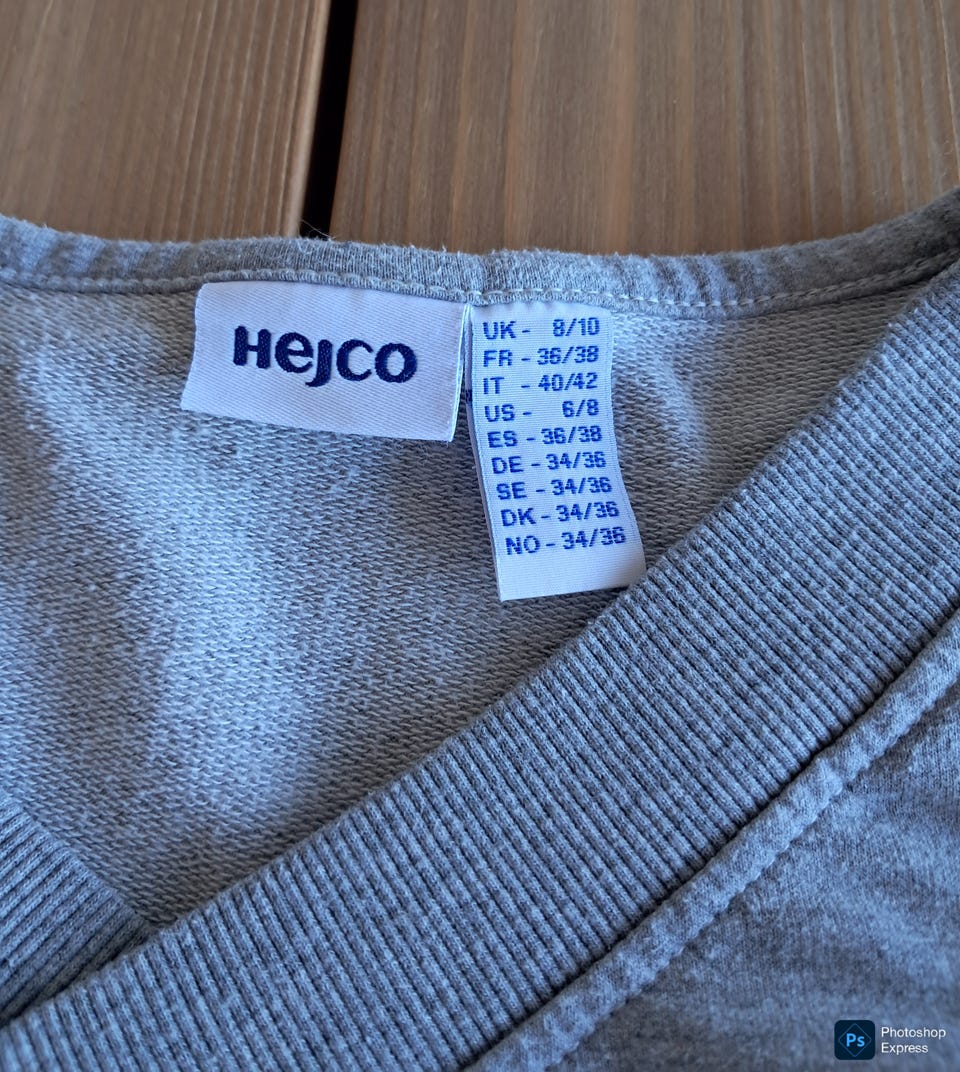 Hejco
UK - 8/10
FR - 36/38
IT - 40/42
US - 6/8
ES - 36/38
DE - 34/36
SE - 34/36
DK - 34/36
NO - 34/36
Ps
Photoshop
Express